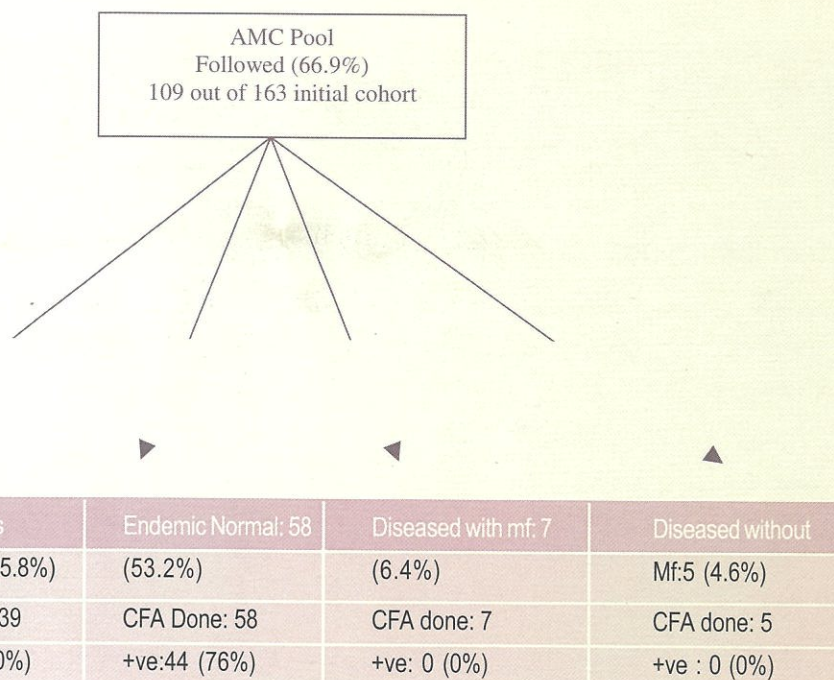 AMC Pool
Followed (66.9%)
109 out of 163 initial cohort
s Endemic Normal: 58 Diseased with mf: 7 Diseased without
5.8%) (53.2%) (6.4%) Mf:5 (4.6%)
39 CFA Done: 58 CFA done: 7 CFA done: 5
0%) +ve:44 (76%) +ve: 0 (0%) +ve : 0 (0%)